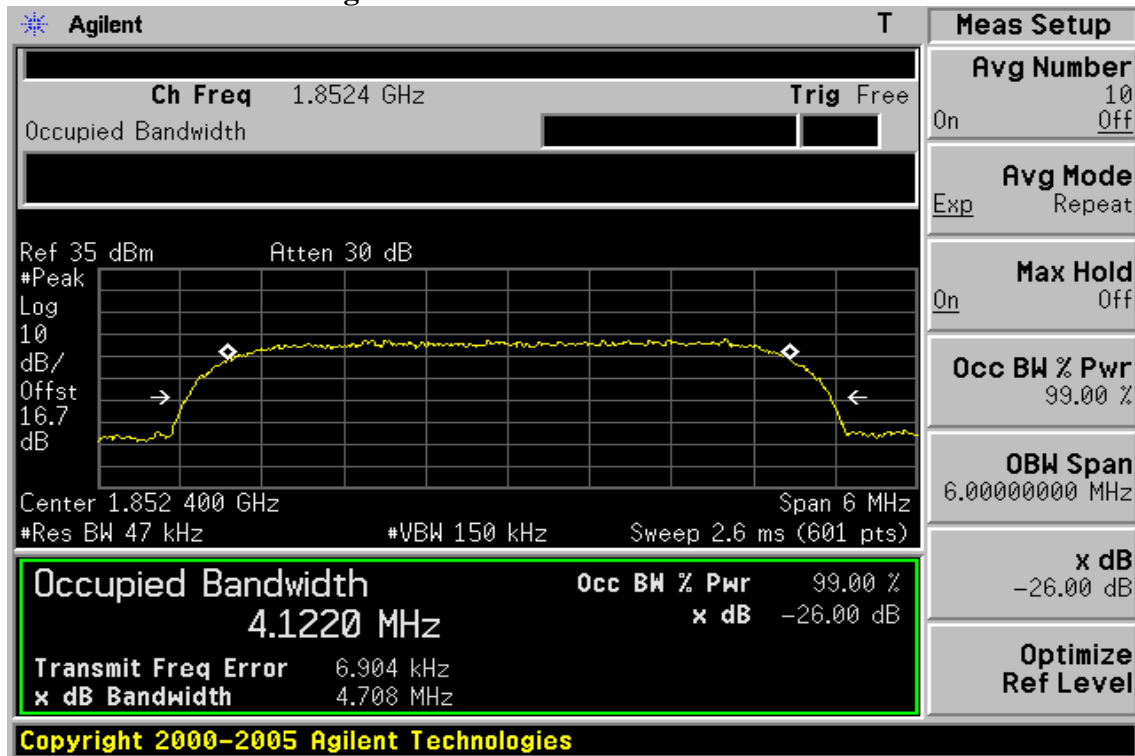 Agilent T
Ch Freq 1.8524 GHz Trig Free
Occupied Bandwidth
Ref 35 dBm Atten 30 dB
#Peak
Log
10
dB/
Offst
16.7
dB
Center 1.852 400 GHz Span 6 MHz
#Res BW 47 kHz #VBW 150 kHz Sweep 2.6 ms (601 pts)
Occupied Bandwidth Occ BW % Pwr 99.00 %
4.1220 MHz x dB -26.00 dB
Transmit Freq Error 6.904 kHz
x dB Bandwidth 4.708 MHz
Copyright 2000-2005 Agilent Technologies
Meas Setup
Avg Number
10
On Off
Avg Mode
Exp Repeat
Max Hold
On Off
Occ BW % Pwr
99.00 %
OBW Span
6.00000000 MHz
x dB
-26.00 dB
Optimize
Ref Level